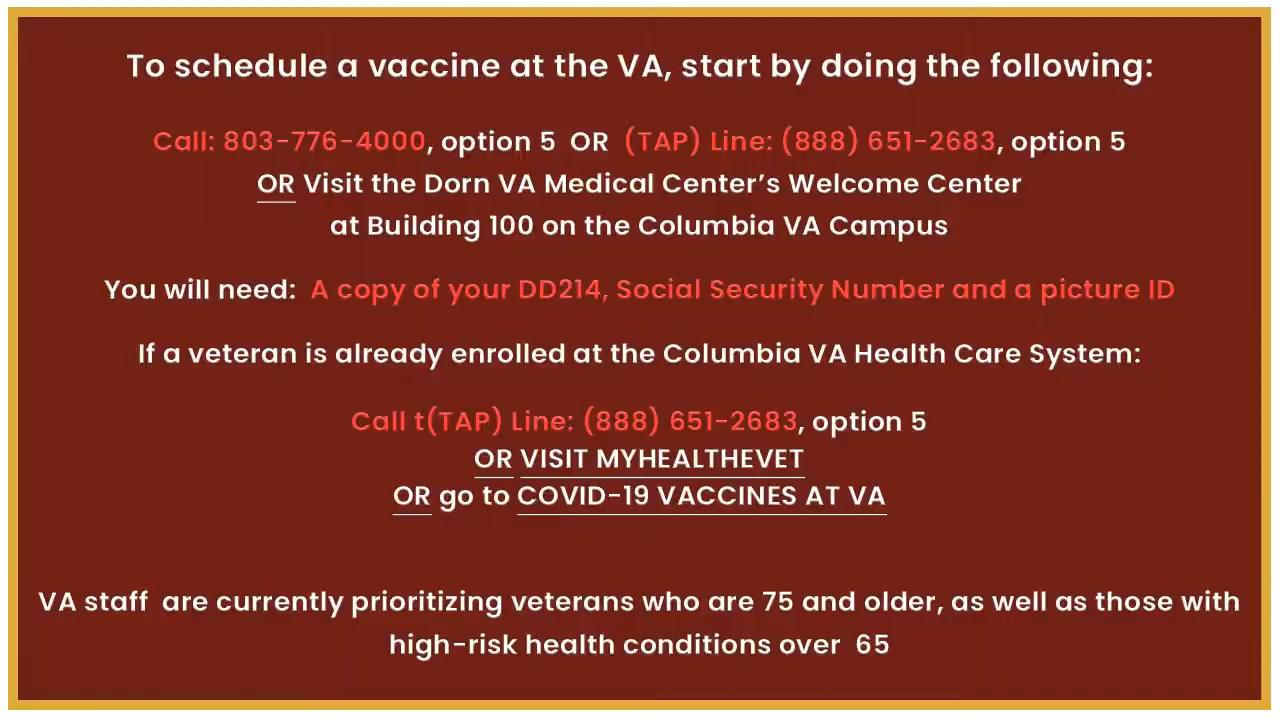 To schedule a vaccine at the VA, start by doing the following:
Call: 803-776-4000, option 5 OR (TAP) Line: (888) 651-2683, option 5
OR Visit the Dorn VA Medical Center's Welcome Center
at Building 100 on the Columbia VA Campus
You will need: A copy of your DD214, Social Security Number and a picture ID
If a veteran is already enrolled at the Columbia VA Health Care System:
Call t(TAP) Line: (888) 651-2683, option 5
OR VISIT MYHEALTHEVET
OR go to COVID-19 VACCINES AT VA
VA staff are currently prioritizing veterans who are 75 and older, as well as those with
high-risk health conditions over 65